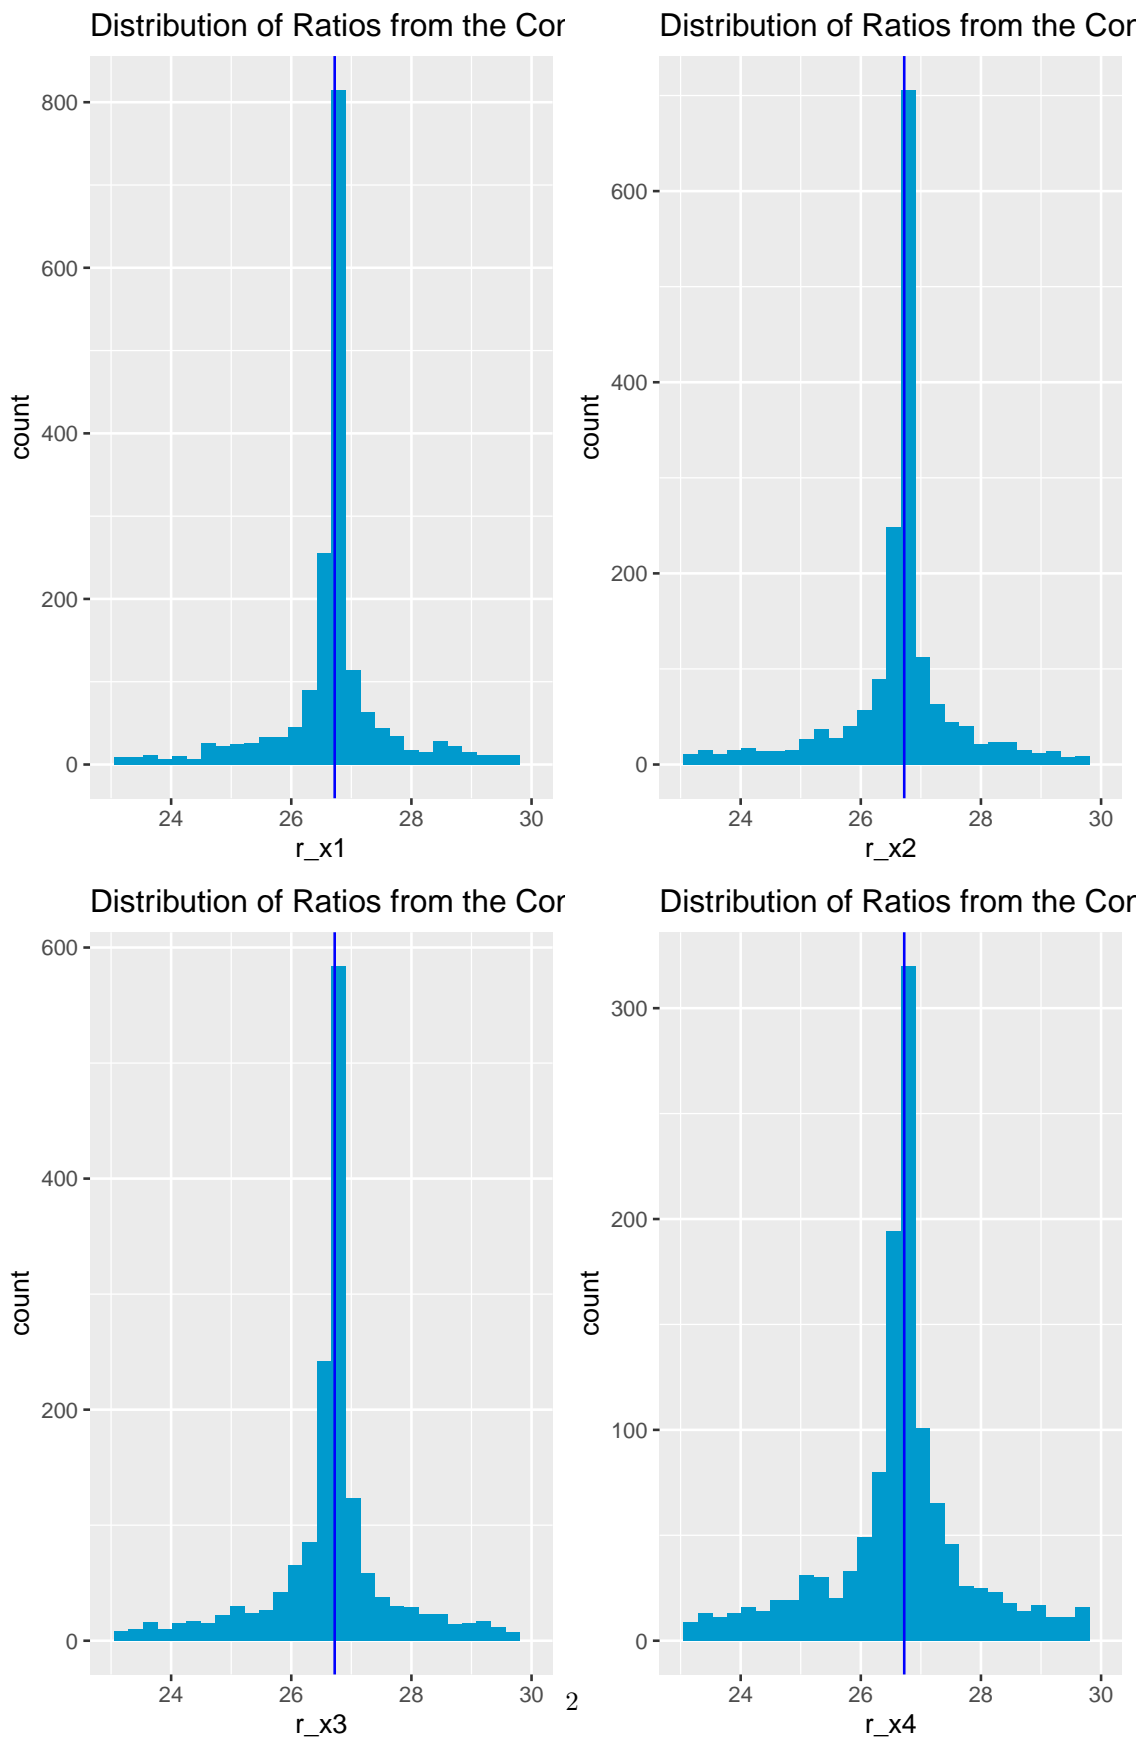 Distribution of Ratios from the Cor
800
600
400
200
0
count
24 26 28 30
r_x1
Distribution of Ratios from the Cor
600
400
200
0
count
24 26 28 30
r_x2
Distribution of Ratios from the Cor
600
400
200
0
count
24 26 28 30
r_x3
Distribution of Ratios from the Cor
300
200
100
0
count
24 26 28 30
r_x4
2